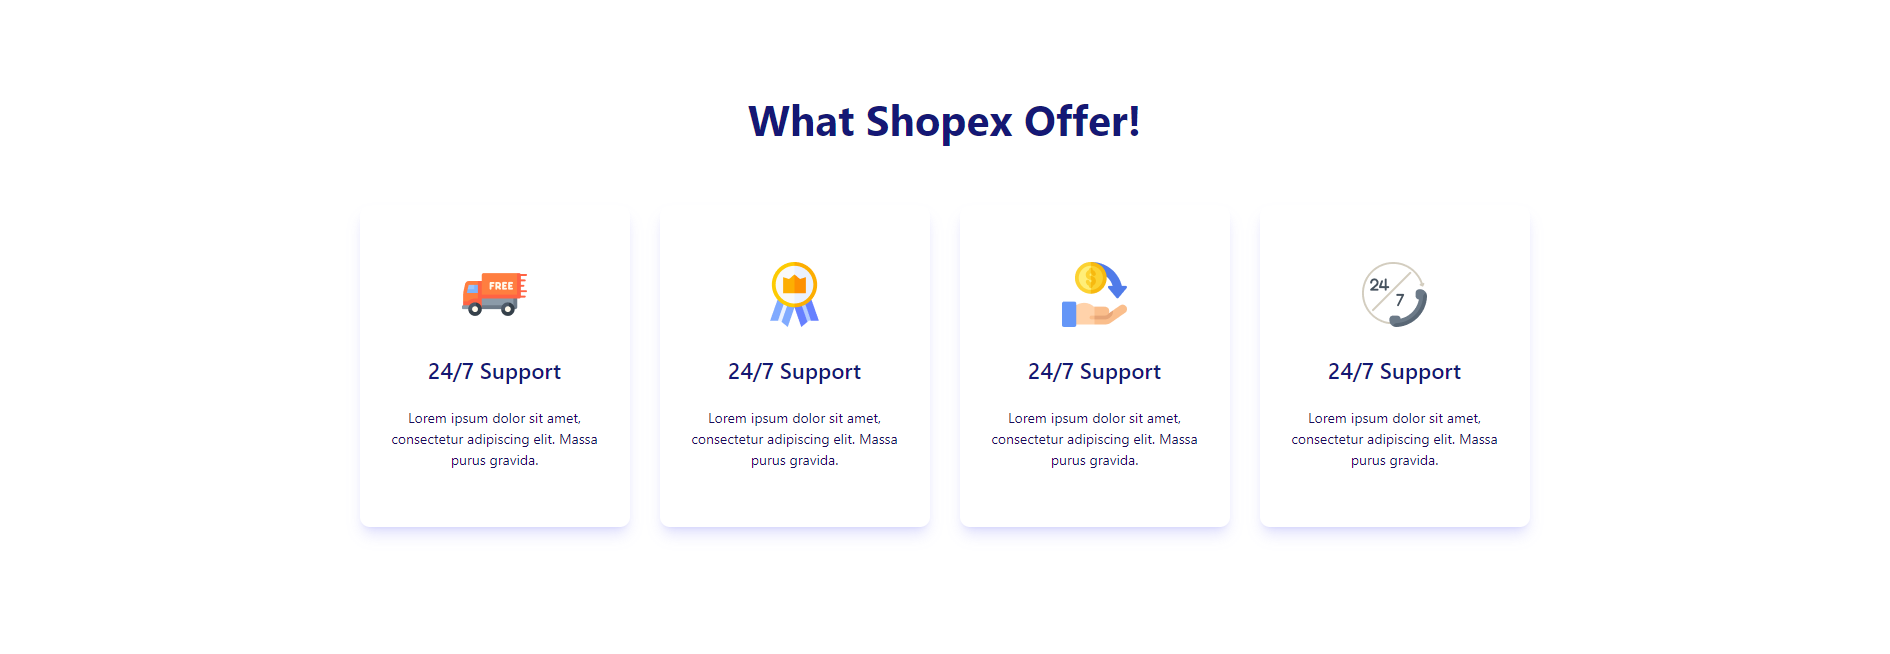 What Shopex Offer!
FREE
24/7 Support
Lorem ipsum dolor sit amet,
consectetur adipiscing elit. Massa
purus gravida.
$
24/7 Support
Lorem ipsum dolor sit amet,
consectetur adipiscing elit. Massa
purus gravida.
24/7 Support
Lorem ipsum dolor sit amet,
consectetur adipiscing elit. Massa
purus gravida.
24
7
24/7 Support
Lorem ipsum dolor sit amet,
consectetur adipiscing elit. Massa
purus gravida.